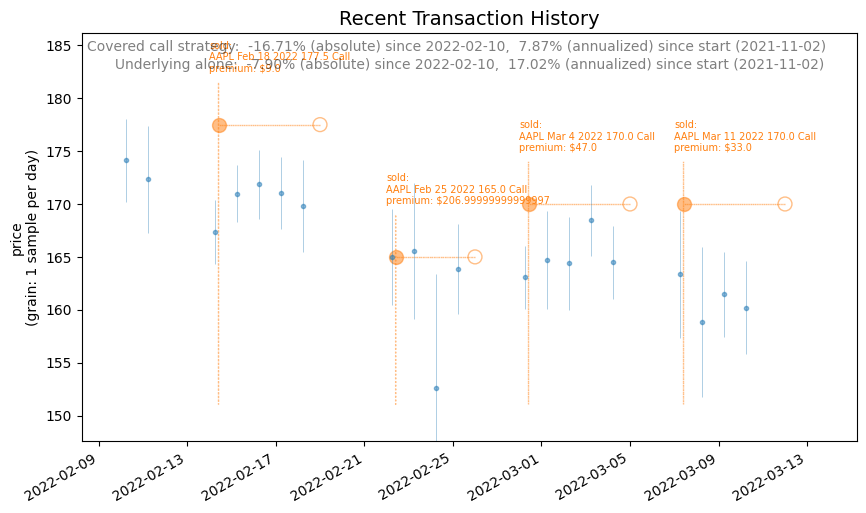 Recent Transaction History
Covered call strategy:  -16.71% (absolute) since 2022-02-10,  7.87% (annualized) since start (2021-11-02)
Underlying alone:  -7.90% (absolute) since 2022-02-10,  17.02% (annualized) since start (2021-11-02)
sold:
AAPL Feb 18 2022 177.5 Call
premium: $9.0
sold:
AAPL Feb 25 2022 165.0 Call
premium: $206.99999999999997
sold:
AAPL Mar 4 2022 170.0 Call
premium: $47.0
sold:
AAPL Mar 11 2022 170.0 Call
premium: $33.0
price
(grain: 1 sample per day)
185
180
175
170
165
160
155
150
2022-02-09
2022-02-13
2022-02-17
2022-02-21
2022-02-25
2022-03-01
2022-03-05
2022-03-09
2022-03-13